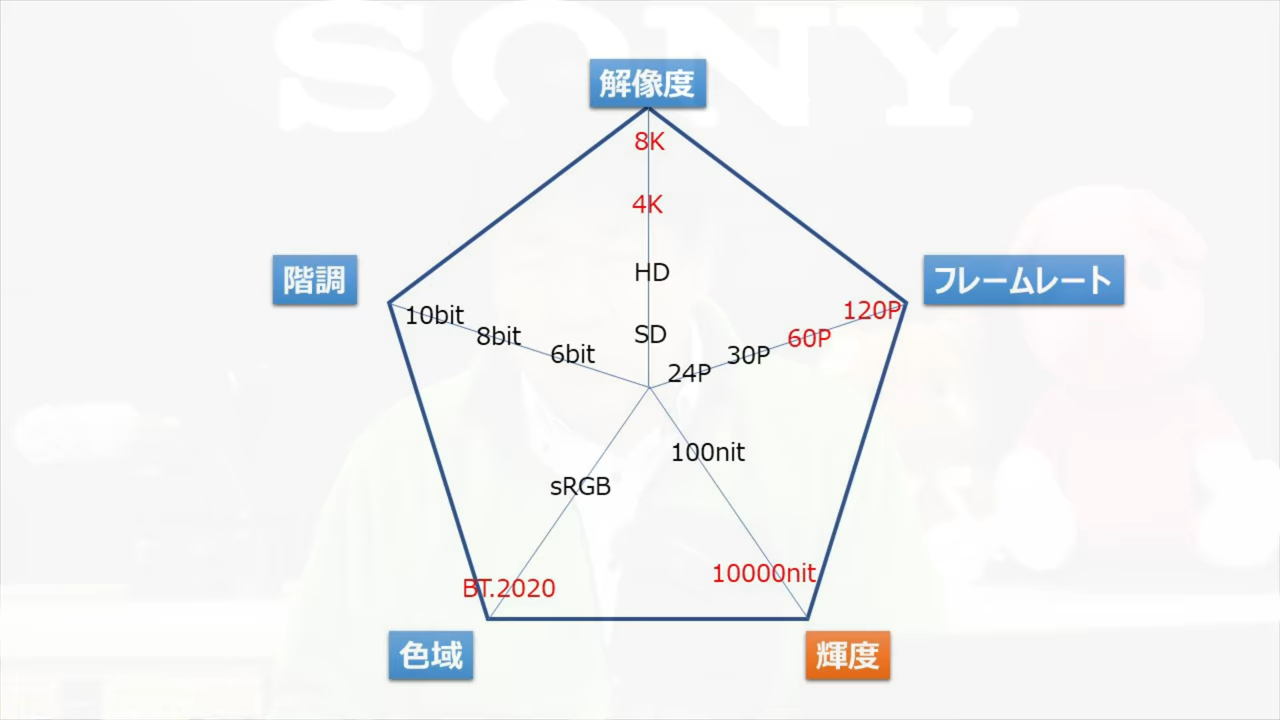 SONY
解像度
8K
4K
HD
SD
階調
10bit
8bit
6bit
フレームレート
120P
60P
30P
24P
100nit
10000nit
sRGB
BT.2020
色域
輝度